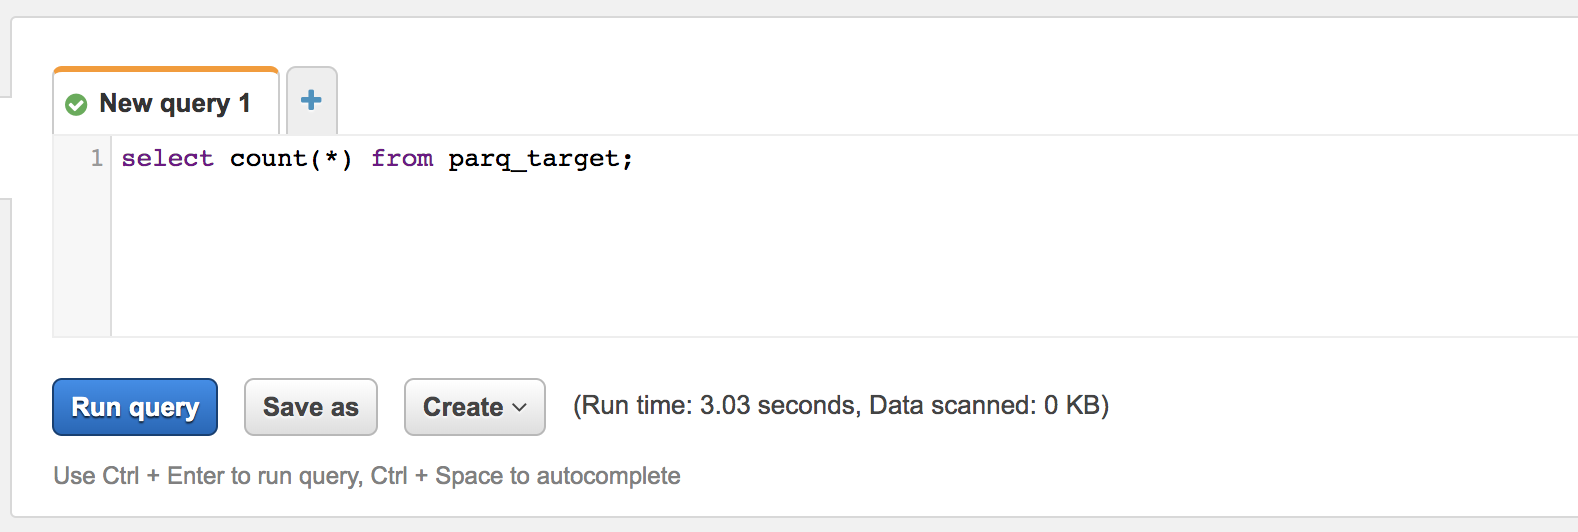 New query 1 +
1 select count(*) from parq_target;
Run query Save as Create (Run time: 3.03 seconds, Data scanned: 0 KB)
Use Ctrl + Enter to run query, Ctrl + Space to autocomplete